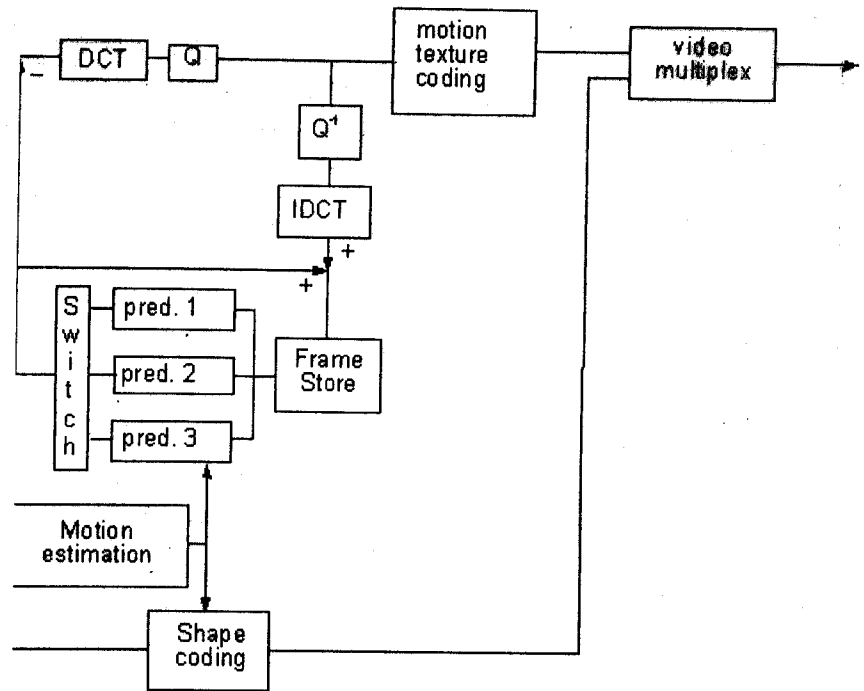 DCT
Q
motion
texture
coding
video
multiplex
–
Q⁻¹
IDCT
+
+
Switch
pred. 1
pred. 2
pred. 3
Frame
Store
Motion
estimation
Shape
coding